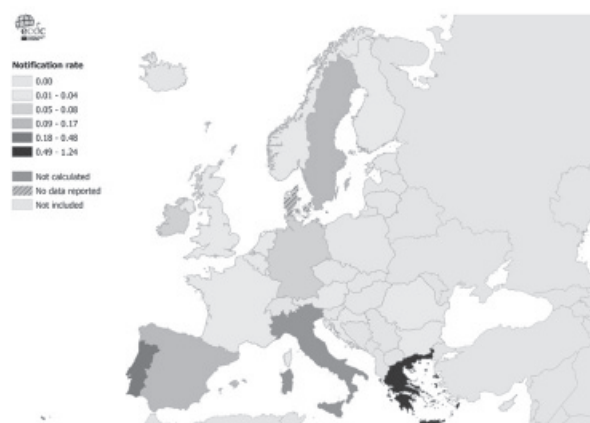 ecdc
Notification rate
0.00
0.01 - 0.04
0.05 - 0.08
0.09 - 0.17
0.18 - 0.48
0.49 - 1.24
Not calculated
No data reported
Not included